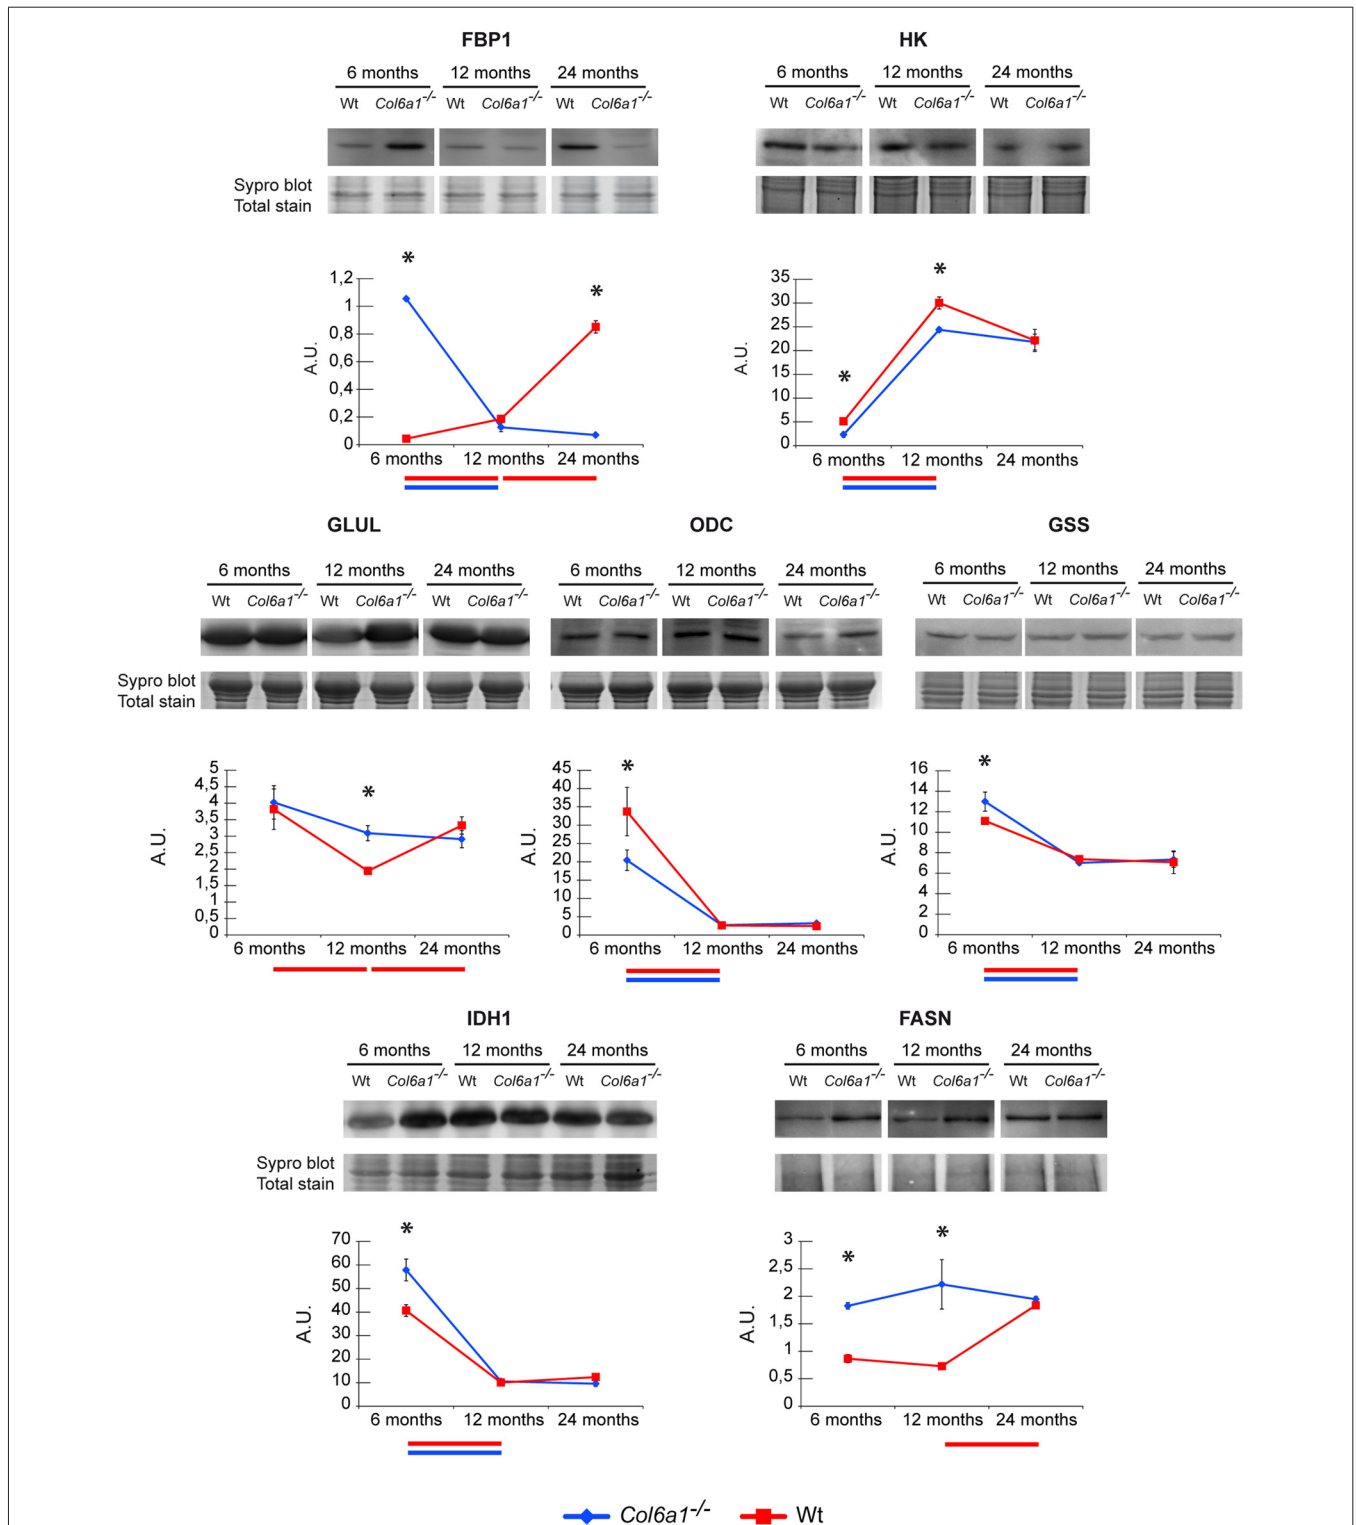 FBP1 HK
6 months 12 months 24 months 6 months 12 months 24 months
Wt Col6a1-/- Wt Col6a1-/- Wt Col6a1-/- Wt Col6a1-/- Wt Col6a1-/- Wt Col6a1-/-
Sypro blot
Total stain
* * * *
1,2
1
0,8
0,6
0,4
0,2
0
A.U.
6 months 12 months 24 months
35
30
25
20
15
10
5
0
A.U.
6 months 12 months 24 months
GLUL ODC GSS
6 months 12 months 24 months 6 months 12 months 24 months 6 months 12 months 24 months
Wt Col6a1-/- Wt Col6a1-/- Wt Col6a1-/- Wt Col6a1-/- Wt Col6a1-/- Wt Col6a1-/- Wt Col6a1-/- Wt Col6a1-/- Wt Col6a1-/-
Sypro blot
Total stain
* * *
5
4,5
4
3,5
3
2,5
2
1,5
1
0,5
0
A.U.
6 months 12 months 24 months
45
40
35
30
25
20
15
10
5
0
A.U.
6 months 12 months 24 months
16
14
12
10
8
6
4
2
0
A.U.
6 months 12 months 24 months
IDH1 FASN
6 months 12 months 24 months 6 months 12 months 24 months
Wt Col6a1-/- Wt Col6a1-/- Wt Col6a1-/- Wt Col6a1-/- Wt Col6a1-/- Wt Col6a1-/-
Sypro blot
Total stain
* * *
70
60
50
40
30
20
10
0
A.U.
6 months 12 months 24 months
3
2,5
2
1,5
1
0,5
0
A.U.
6 months 12 months 24 months
Col6a1-/- Wt